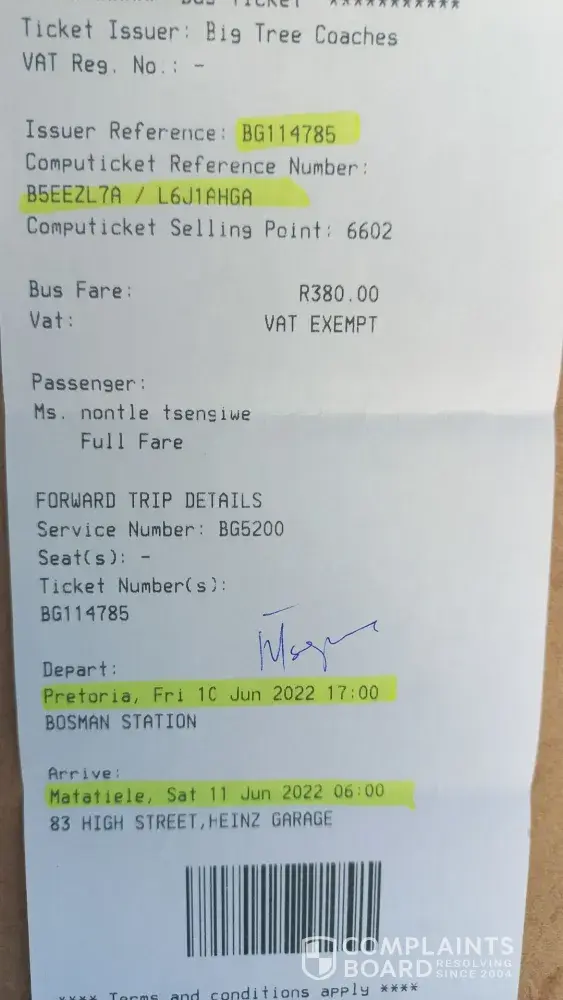 Bus Ticket ***********
Ticket Issuer: Big Tree Coaches
VAT Reg. No.: -
Issuer Reference: BG114785
Computicket Reference Number:
B5EEZL7A / L6J1AHGA
Computicket Selling Point: 6602
Bus Fare: R380.00
Vat: VAT EXEMPT
Passenger:
Ms. nontle tsengiwe
Full Fare
FORWARD TRIP DETAILS
Service Number: BG5200
Seat(s): -
Ticket Number(s):
BG114785
Depart:
Pretoria, Fri 10 Jun 2022 17:00
BOSMAN STATION
Arrive:
Matatiele, Sat 11 Jun 2022 06:00
83 HIGH STREET,HEINZ GARAGE
COMPLAINTS
BOARD RESOLVING
SINCE 2004
**** Terms and conditions apply ****